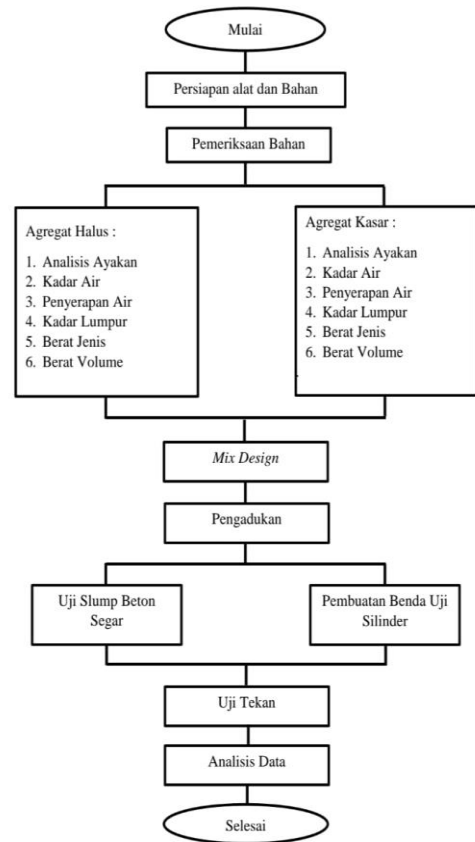 Mulai
Persiapan alat dan Bahan
Pemeriksaan Bahan
Agregat Halus :
1. Analisis Ayakan
2. Kadar Air
3. Penyerapan Air
4. Kadar Lumpur
5. Berat Jenis
6. Berat Volume
Agregat Kasar :
1. Analisis Ayakan
2. Kadar Air
3. Penyerapan Air
4. Kadar Lumpur
5. Berat Jenis
6. Berat Volume
Mix Design
Pengadukan
Uji Slump Beton
Segar
Pembuatan Benda Uji
Silinder
Uji Tekan
Analisis Data
Selesai